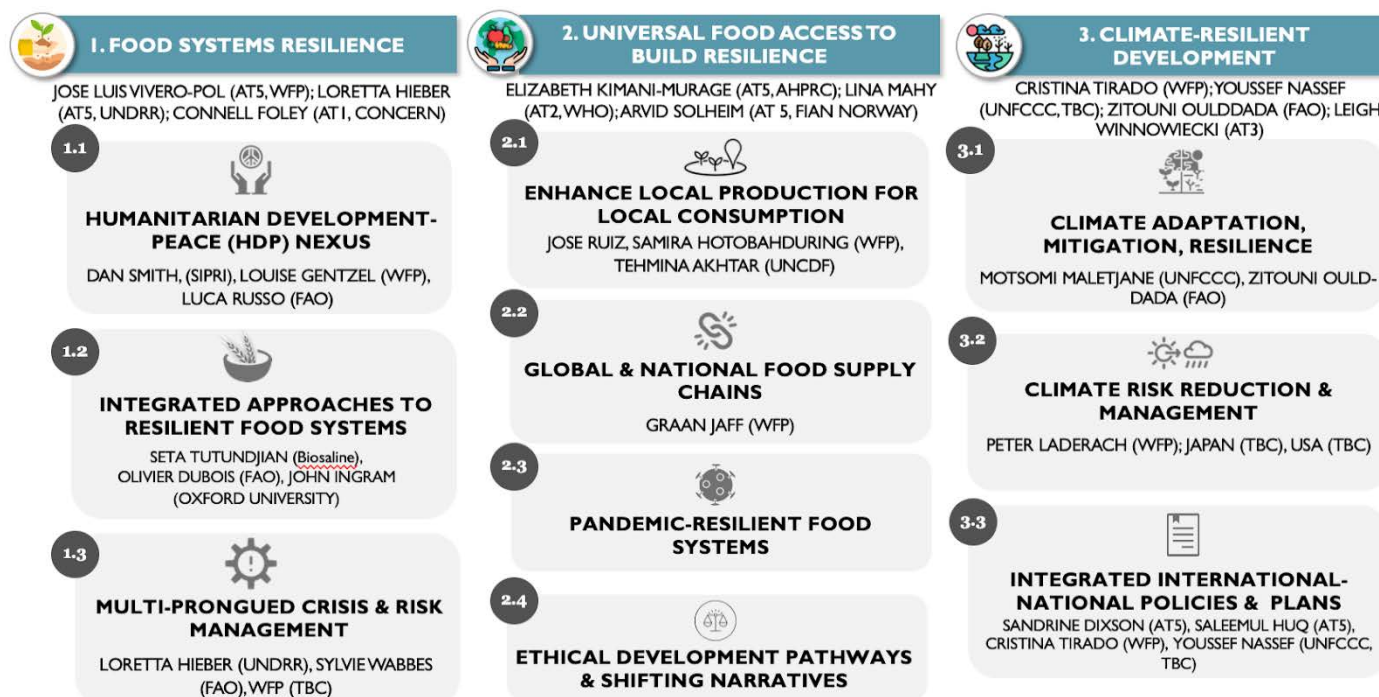 1. FOOD SYSTEMS RESILIENCE
JOSE LUIS VIVERO-POL (AT5, WFP); LORETTA HIEBER
(AT5, UNDRR); CONNELL FOLEY (AT1, CONCERN)
1.1
HUMANITARIAN DEVELOPMENT-
PEACE (HDP) NEXUS
DAN SMITH, (SIPRI), LOUISE GENTZEL (WFP),
LUCA RUSSO (FAO)
1.2
INTEGRATED APPROACHES TO
RESILIENT FOOD SYSTEMS
SETA TUTUNDJIAN (Biosaline),
OLIVIER DUBOIS (FAO), JOHN INGRAM
(OXFORD UNIVERSITY)
1.3
MULTI-PRONGUED CRISIS & RISK
MANAGEMENT
LORETTA HIEBER (UNDRR), SYLVIE WABBES
(FAO), WFP (TBC)
2. UNIVERSAL FOOD ACCESS TO
BUILD RESILIENCE
ELIZABETH KIMANI-MURAGE (AT5, AHPRC); LINA MAHY
(AT2, WHO); ARVID SOLHEIM (AT 5, FIAN NORWAY)
2.1
ENHANCE LOCAL PRODUCTION FOR
LOCAL CONSUMPTION
JOSE RUIZ, SAMIRA HOTOBAHDURING (WFP),
TEHMINA AKHTAR (UNCDF)
2.2
GLOBAL & NATIONAL FOOD SUPPLY
CHAINS
GRAAN JAFF (WFP)
2.3
PANDEMIC-RESILIENT FOOD
SYSTEMS
2.4
ETHICAL DEVELOPMENT PATHWAYS
& SHIFTING NARRATIVES
3. CLIMATE-RESILIENT
DEVELOPMENT
CRISTINA TIRADO (WFP); YOUSSEF NASSEF
(UNFCCC, TBC); ZITOUNI OULDDADA (FAO); LEIGH
WINNOWIECKI (AT3)
3.1
CLIMATE ADAPTATION,
MITIGATION, RESILIENCE
MOTSOMI MALETJANE (UNFCCC), ZITOUNI OULD-
DADA (FAO)
3.2
CLIMATE RISK REDUCTION &
MANAGEMENT
PETER LADERACH (WFP); JAPAN (TBC), USA (TBC)
3.3
INTEGRATED INTERNATIONAL-
NATIONAL POLICIES & PLANS
SANDRINE DIXSON (AT5), SALEEMUL HUQ (AT5),
CRISTINA TIRADO (WFP), YOUSSEF NASSEF (UNFCCC,
TBC)